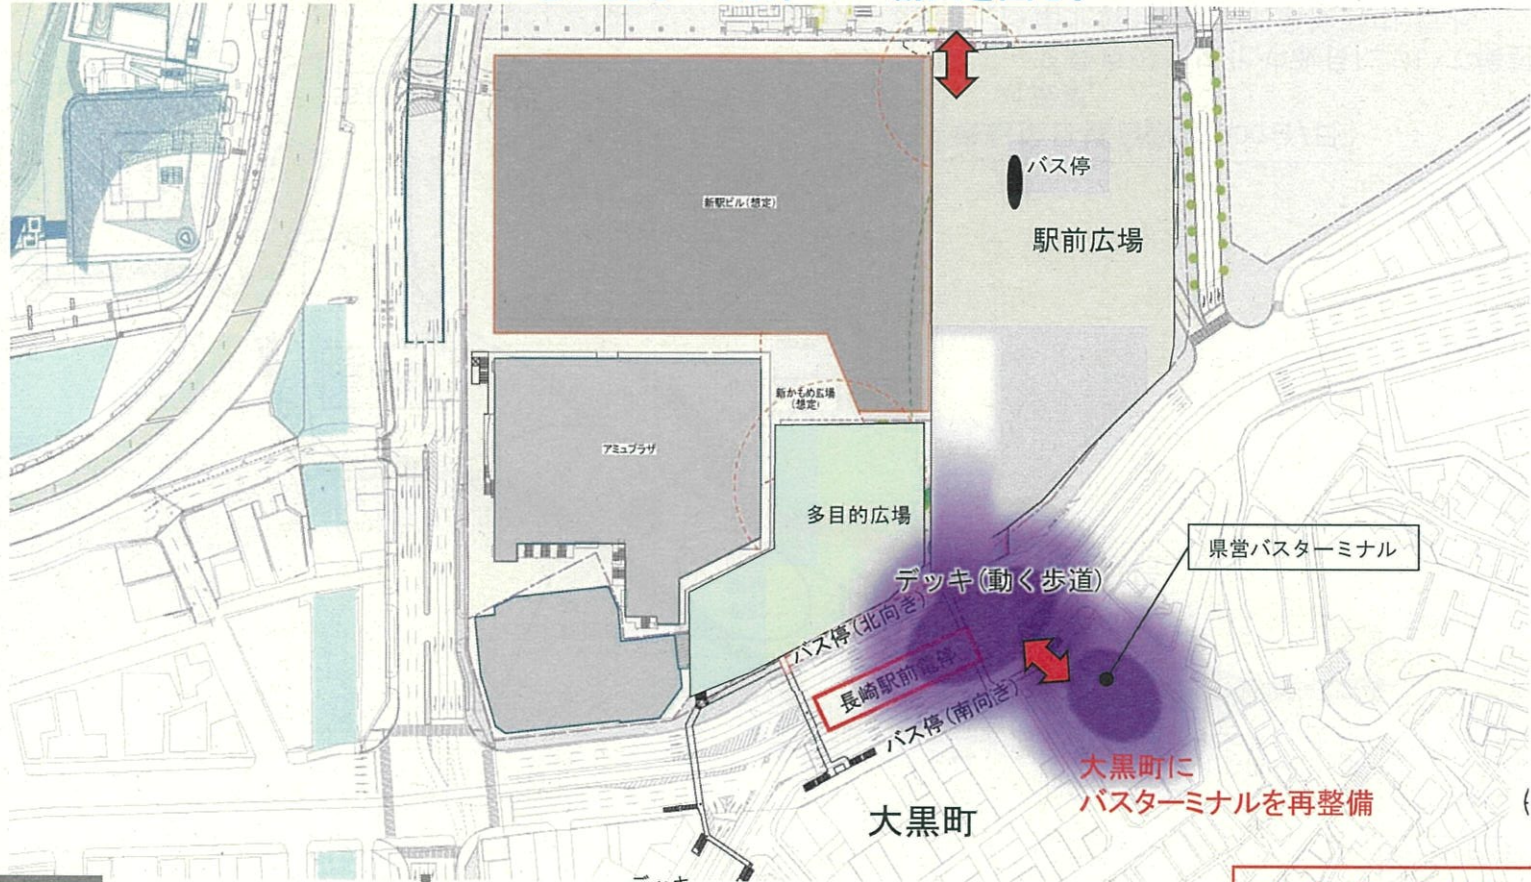 バス停
新駅ビル(想定)
駅前広場
新かもめ広場
(想定)
アミュプラザ
多目的広場
県営バスターミナル
デッキ(動く歩道)
バス停(北向き)
長崎駅前電停
バス停(南向き)
大黒町に
バスターミナルを再整備
大黒町